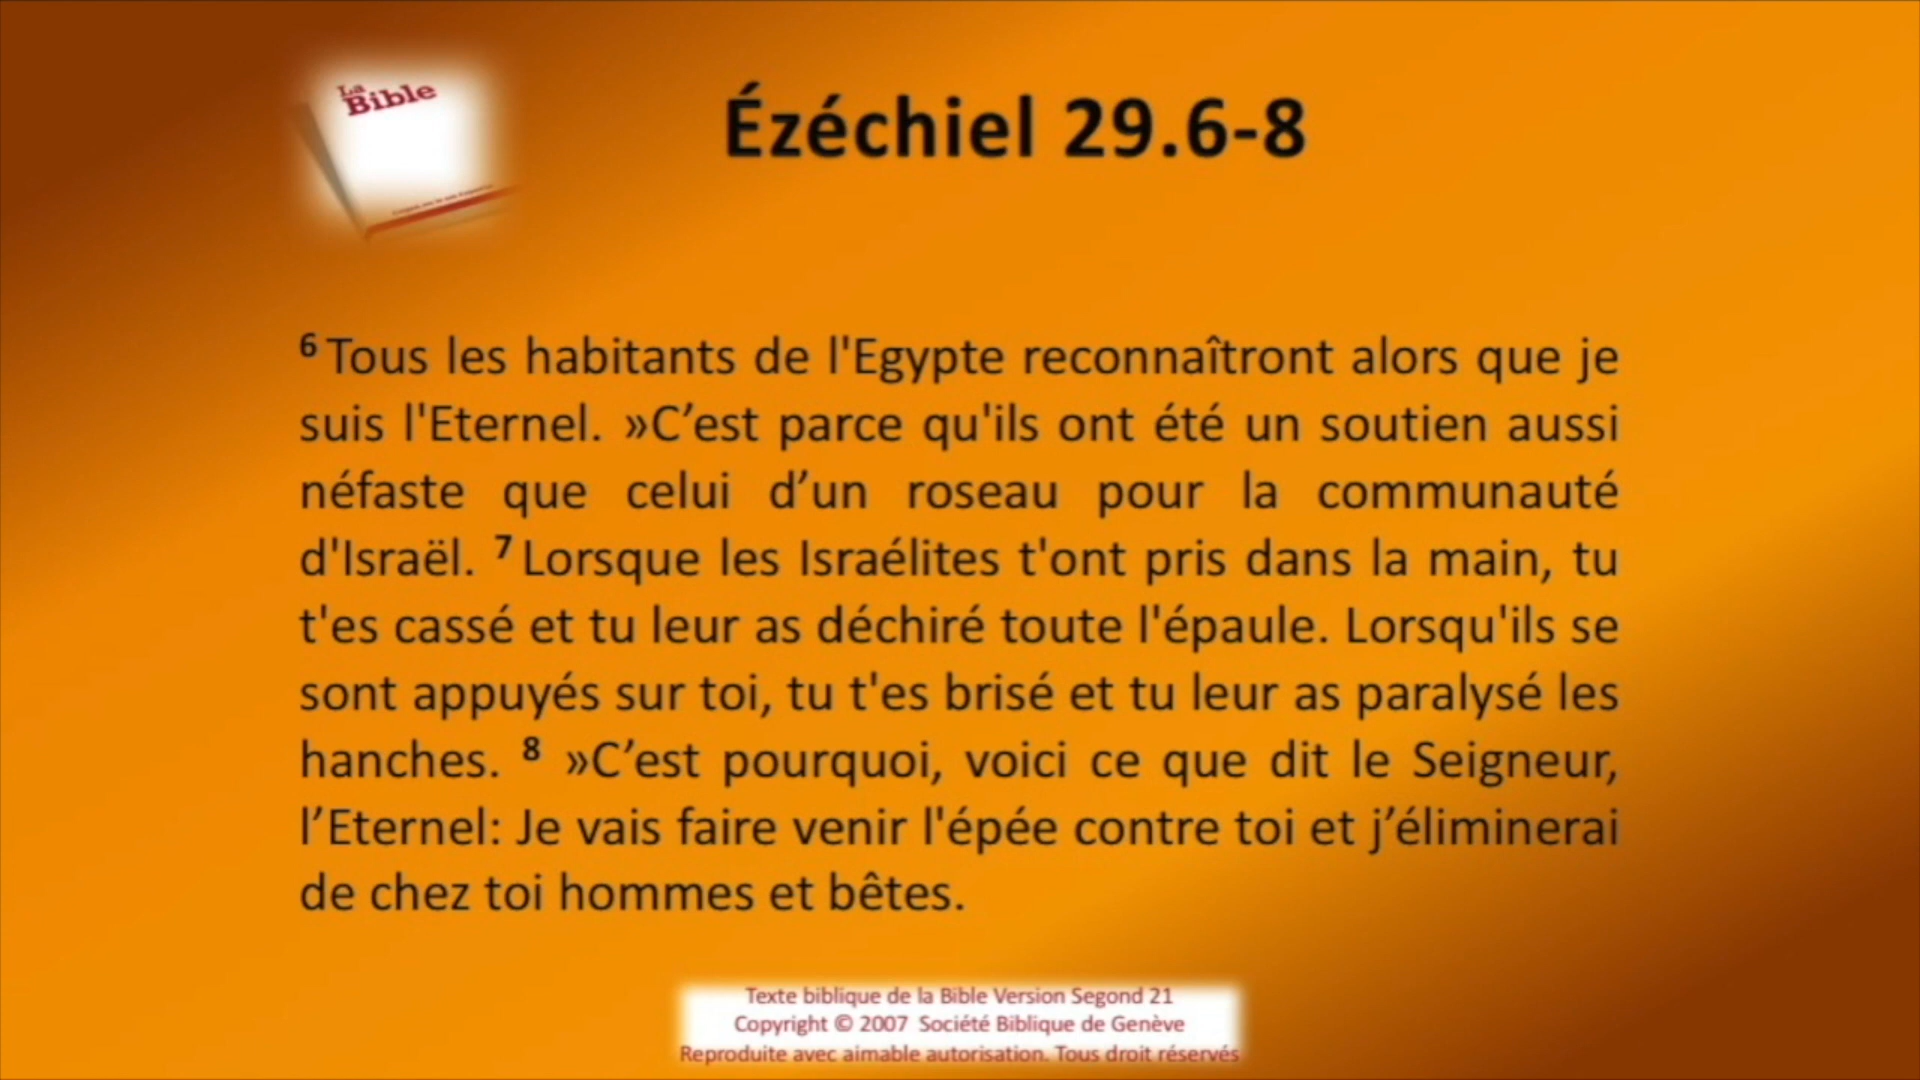 La
Bible
Ézéchiel 29.6-8
⁶ Tous les habitants de l'Egypte reconnaîtront alors que je
suis l'Eternel. »C’est parce qu'ils ont été un soutien aussi
néfaste que celui d’un roseau pour la communauté
d'Israël. ⁷ Lorsque les Israélites t'ont pris dans la main, tu
t'es cassé et tu leur as déchiré toute l'épaule. Lorsqu'ils se
sont appuyés sur toi, tu t'es brisé et tu leur as paralysé les
hanches. ⁸ »C’est pourquoi, voici ce que dit le Seigneur,
l’Eternel: Je vais faire venir l'épée contre toi et j’éliminerai
de chez toi hommes et bêtes.
Texte biblique de la Bible Version Segond 21
Copyright © 2007 Société Biblique de Genève
Reproduite avec aimable autorisation. Tous droit réservés